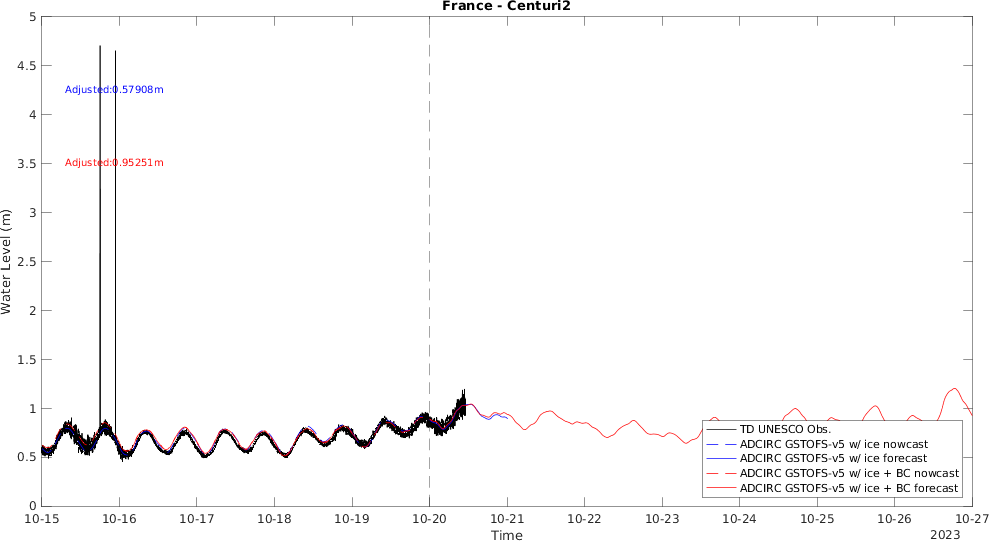 France - Centuri2
Water Level (m)
5
4.5
4
3.5
3
2.5
2
1.5
1
0.5
0
Adjusted:0.57908m
Adjusted:0.95251m
TD UNESCO Obs.
ADCIRC GSTOFS-v5 w/ ice nowcast
ADCIRC GSTOFS-v5 w/ ice forecast
ADCIRC GSTOFS-v5 w/ ice + BC nowcast
ADCIRC GSTOFS-v5 w/ ice + BC forecast
10-15 10-16 10-17 10-18 10-19 10-20 10-21 10-22 10-23 10-24 10-25 10-26 10-27
Time
2023